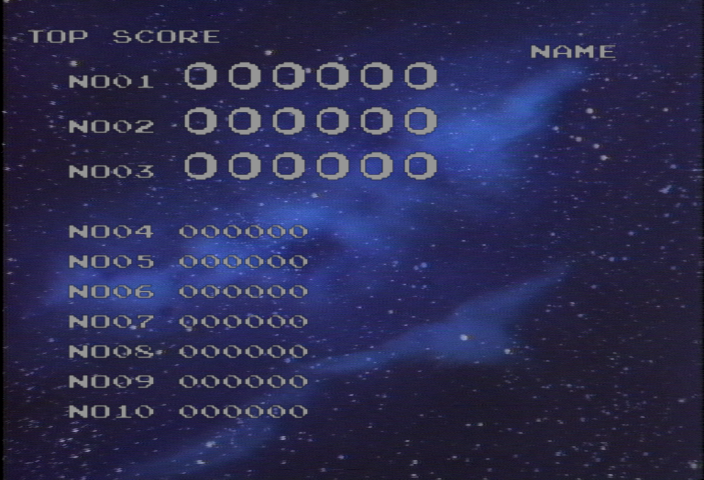 TOP SCORE
NAME
NO01 000000
NO02 000000
NO03 000000
NO04 000000
NO05 000000
NO06 000000
NO07 000000
NO08 000000
NO09 000000
NO10 000000